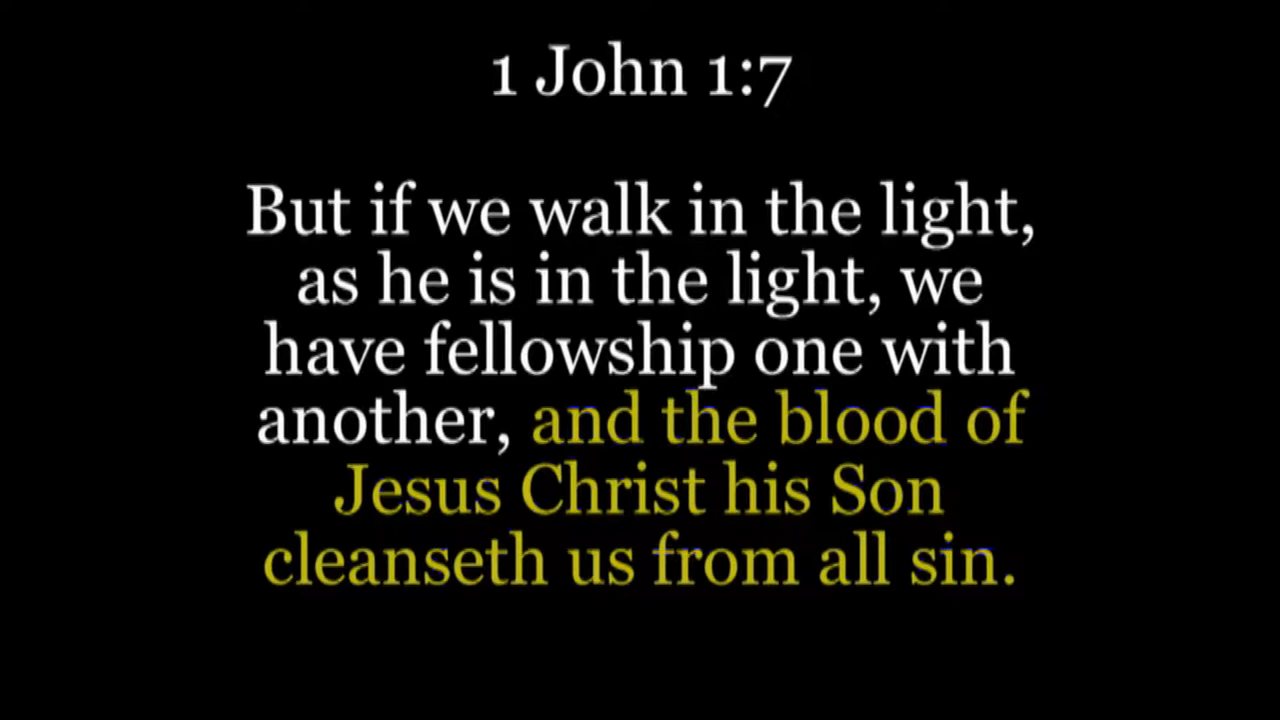 1 John 1:7
But if we walk in the light,
as he is in the light, we
have fellowship one with
another, and the blood of
Jesus Christ his Son
cleanseth us from all sin.